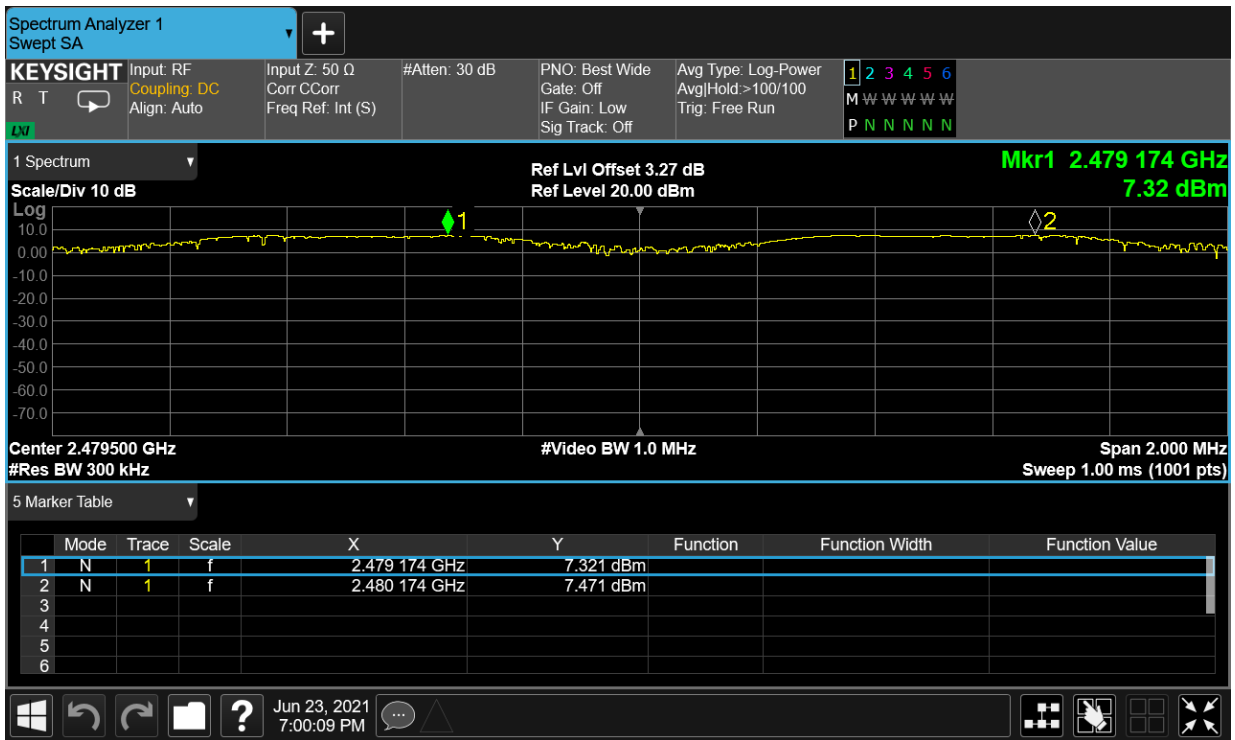 Spectrum Analyzer 1
Swept SA
KEYSIGHT
R T
LXI
Input: RF
Coupling: DC
Align: Auto
Input Z: 50 Ω
Corr CCorr
Freq Ref: Int (S)
#Atten: 30 dB
PNO: Best Wide
Gate: Off
IF Gain: Low
Sig Track: Off
Avg Type: Log-Power
Avg|Hold:>100/100
Trig: Free Run
1 2 3 4 5 6
M W W W W W
P N N N N N
1 Spectrum
Scale/Div 10 dB
Ref Lvl Offset 3.27 dB
Ref Level 20.00 dBm
Mkr1 2.479 174 GHz
7.32 dBm
Log
1
2
10.0
0.00
-10.0
-20.0
-30.0
-40.0
-50.0
-60.0
-70.0
Center 2.479500 GHz
#Video BW 1.0 MHz
Span 2.000 MHz
#Res BW 300 kHz
Sweep 1.00 ms (1001 pts)
5 Marker Table
Mode Trace Scale X Y Function Function Width Function Value
1 N 1 f 2.479 174 GHz 7.321 dBm
2 N 1 f 2.480 174 GHz 7.471 dBm
3
4
5
6
?
Jun 23, 2021
7:00:09 PM